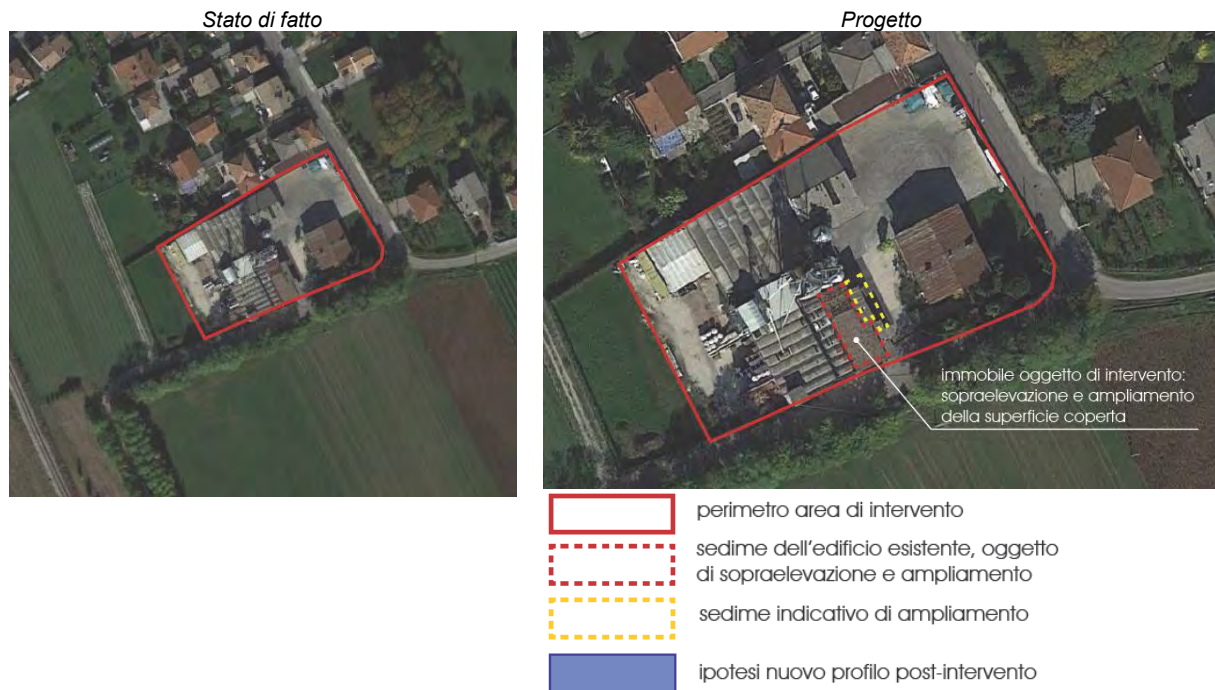 Stato di fatto
Progetto
immobile oggetto di intervento:
sopraelevazione e ampliamento
della superficie coperta
perimetro area di intervento
sedime dell'edificio esistente, oggetto
di sopraelevazione e ampliamento
sedime indicativo di ampliamento
ipotesi nuovo profilo post-intervento